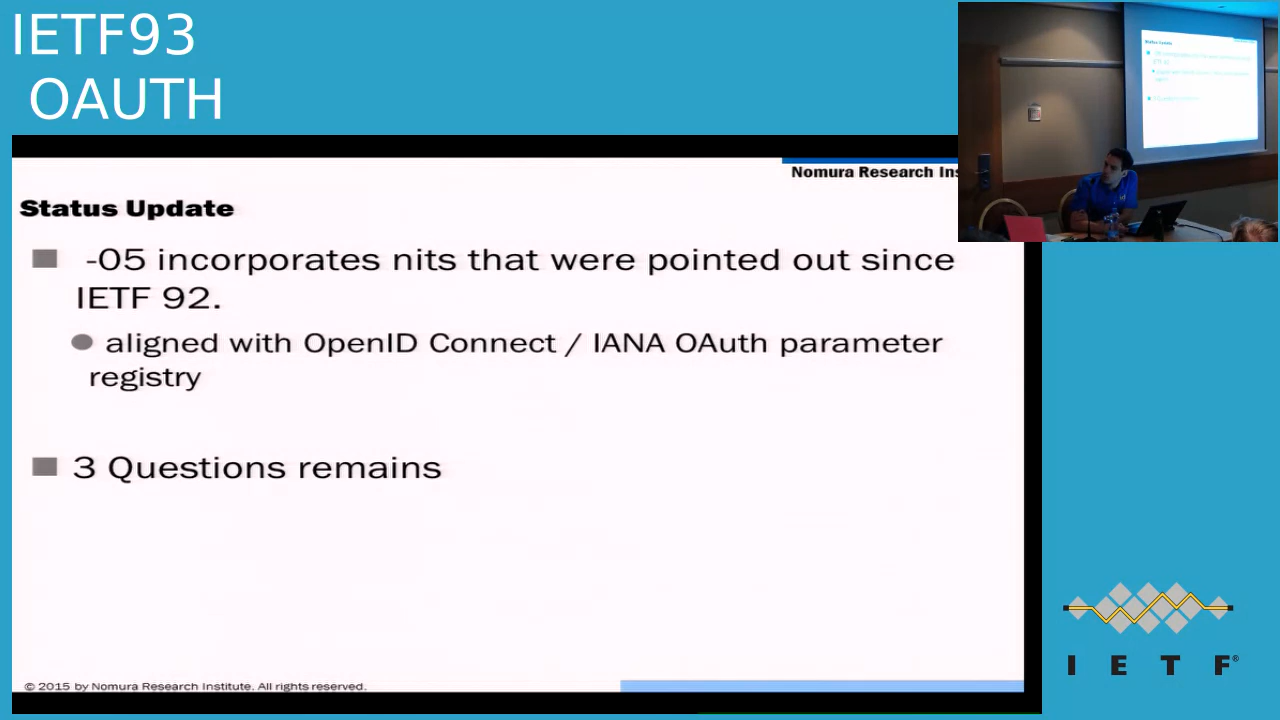 IETF93
OAUTH
Nomura Research Ins
Status Update
-05 incorporates nits that were pointed out since
IETF 92.
aligned with OpenID Connect / IANA OAuth parameter
registry
3 Questions remains
© 2015 by Nomura Research Institute. All rights reserved.
I E T F®